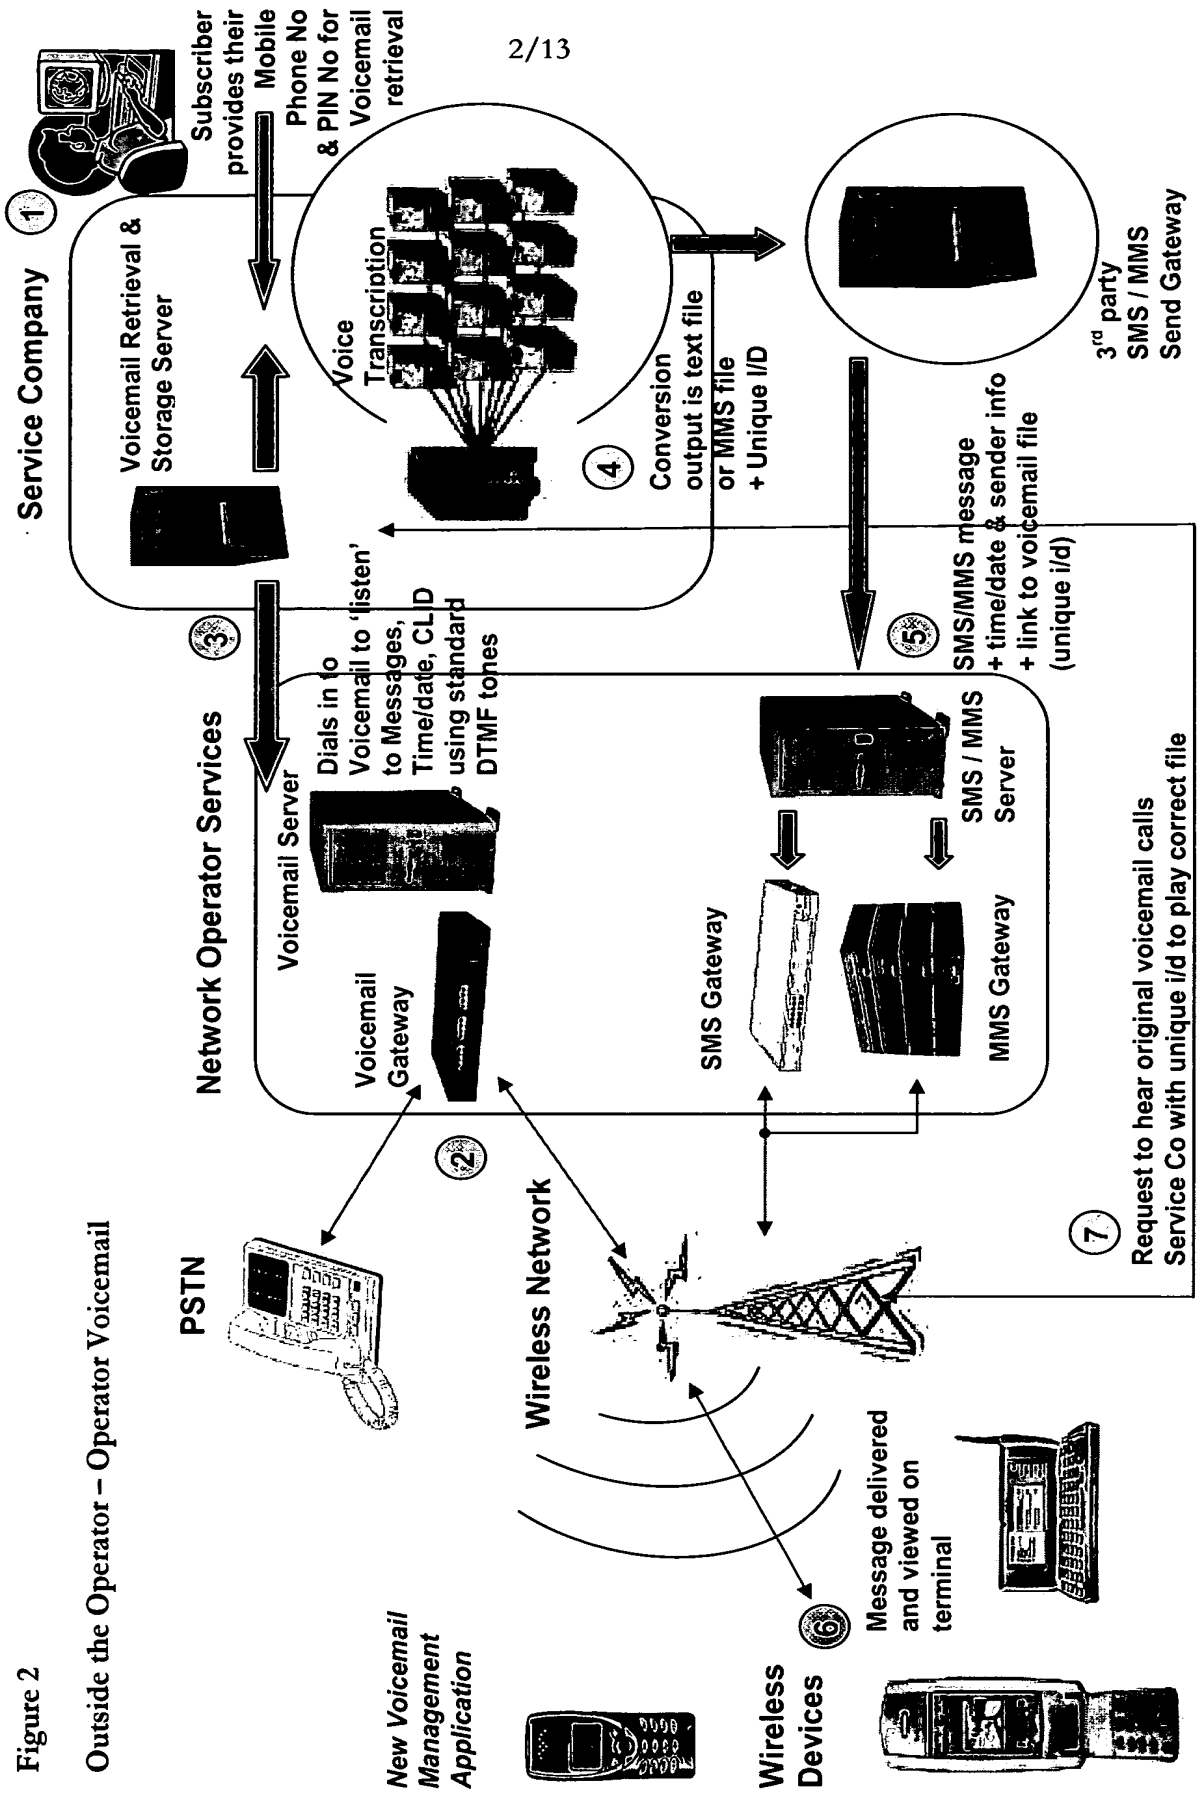 2/13
Figure 2
Outside the Operator – Operator Voicemail
PSTN
Network Operator Services
Service Company
1
Subscriber
provides their
Mobile
Phone No
& PIN No for
Voicemail
retrieval
Voicemail Retrieval &
Storage Server
3
Dials in to
Voicemail to 'listen'
to Messages,
Time/date, CLID
using standard
DTMF tones
Voicemail Server
Voicemail
Gateway
2
Voice
Transcription
4
Conversion
output is text file
or MMS file
+ Unique I/D
New Voicemail
Management
Application
Wireless Network
SMS Gateway
MMS Gateway
SMS / MMS
Server
5
SMS/MMS message
+ time/date & sender info
+ link to voicemail file
(unique i/d)
3rd party
SMS / MMS
Send Gateway
Wireless
Devices
6
Message delivered
and viewed on
terminal
7
Request to hear original voicemail calls
Service Co with unique i/d to play correct file